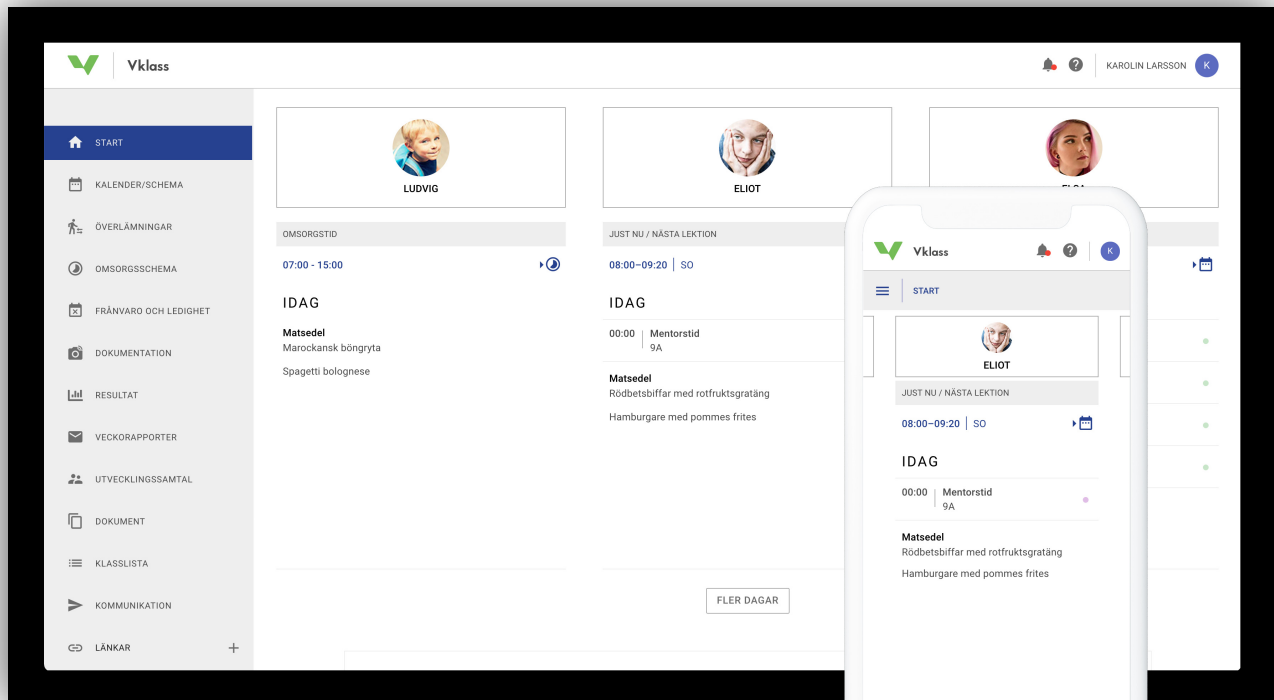 Vklass
KAROLIN LARSSON
K
START
KALENDER/SCHEMA
ÖVERLÄMNINGAR
OMSORGSSCHEMA
FRÅNVARO OCH LEDIGHET
DOKUMENTATION
RESULTAT
VECKORAPPORTER
UTVECKLINGSSAMTAL
DOKUMENT
KLASSLISTA
KOMMUNIKATION
LÄNKAR
LUDVIG
OMSORGSTID
07:00 - 15:00
IDAG
Matsedel
Marockansk böngryta
Spagetti bolognese
ELIOT
JUST NU / NÄSTA LEKTION
08:00–09:20 | SO
IDAG
00:00 | Mentorstid
9A
Matsedel
Rödbetsbiffar med rotfruktsgratäng
Hamburgare med pommes frites
FLER DAGAR
Vklass
K
START
ELIOT
JUST NU / NÄSTA LEKTION
08:00–09:20 | SO
IDAG
00:00 | Mentorstid
9A
Matsedel
Rödbetsbiffar med rotfruktsgratäng
Hamburgare med pommes frites